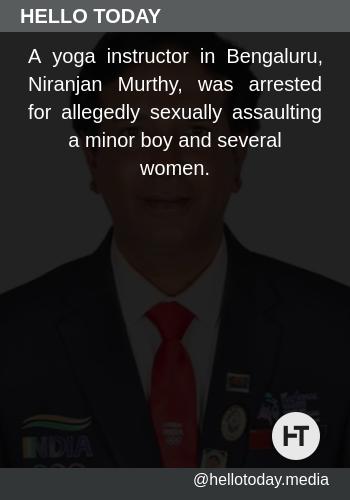 HELLO TODAY
A yoga instructor in Bengaluru,
Niranjan Murthy, was arrested
for allegedly sexually assaulting
a minor boy and several
women.
INDIA
HT
@hellotoday.media